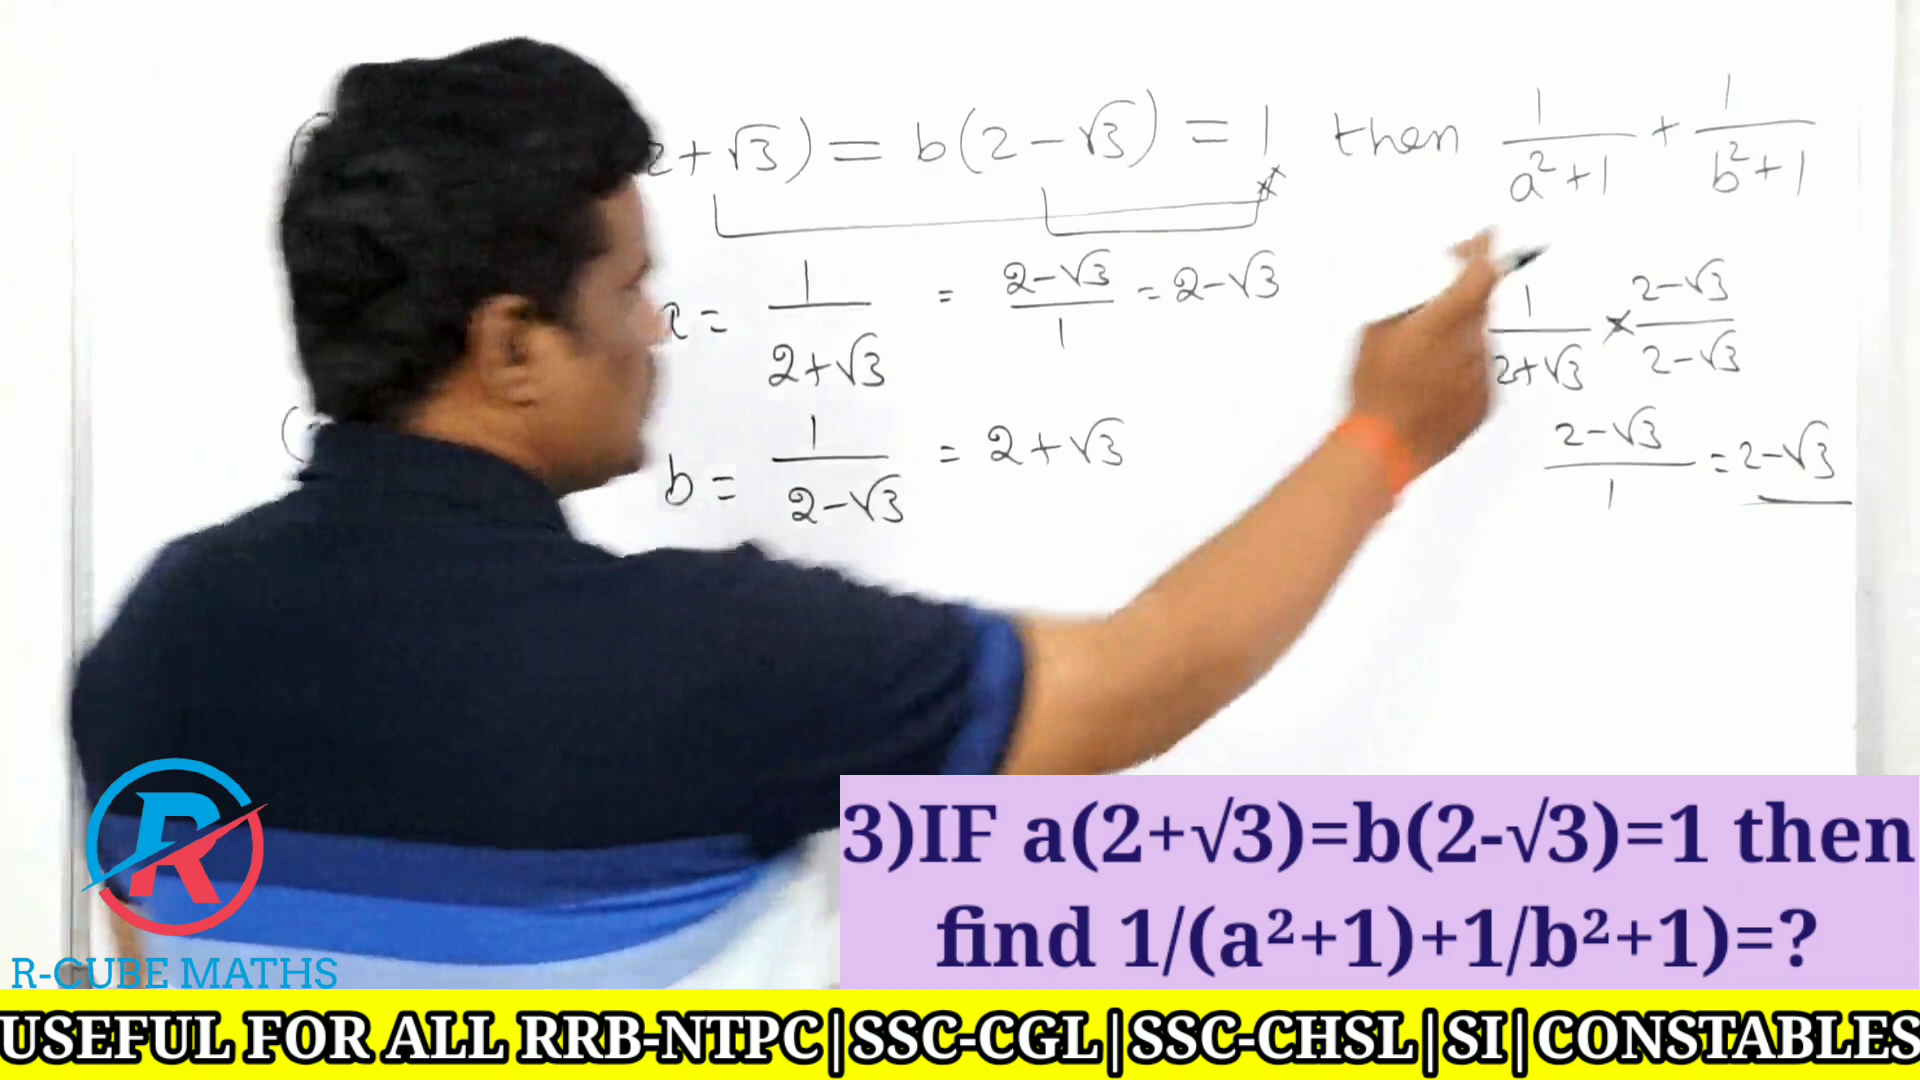 2+√3) = b(2-√3) = 1 then 1/a²+1 + 1/b²+1
= 1/2+√3 = 2-√3/1 = 2-√3
1/2+√3 × 2-√3/2-√3
b = 1/2-√3 = 2+√3
2-√3/1 = 2-√3
3)IF a(2+√3)=b(2-√3)=1 then
find 1/(a²+1)+1/b²+1)=?
R
R-CUBE MATHS
USEFUL FOR ALL RRB-NTPC|SSC-CGL|SSC-CHSL|SI|CONSTABLES